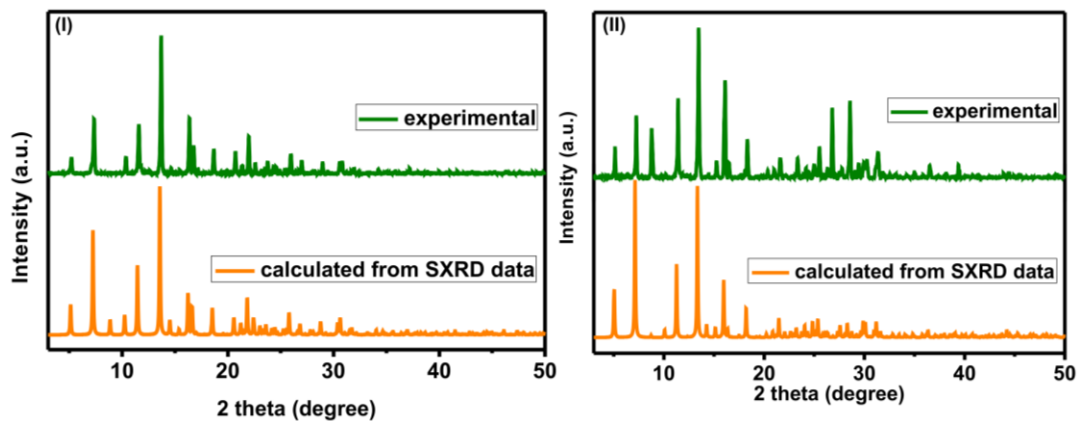 (I)
experimental
calculated from SXRD data
Intensity (a.u.)
10 20 30 40 50
2 theta (degree)
(II)
experimental
calculated from SXRD data
Intensity (a.u.)
10 20 30 40 50
2 theta (degree)